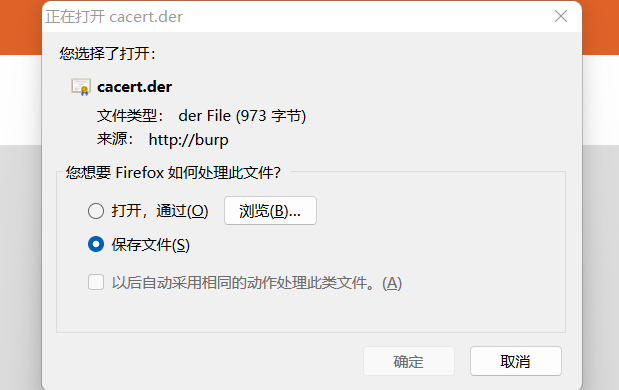 正在打开 cacert.der
您选择了打开：
cacert.der
文件类型： der File (973 字节)
来源： http://burp
您想要 Firefox 如何处理此文件？
打开，通过(O) 浏览(B)...
保存文件(S)
以后自动采用相同的动作处理此类文件。(A)
确定 取消